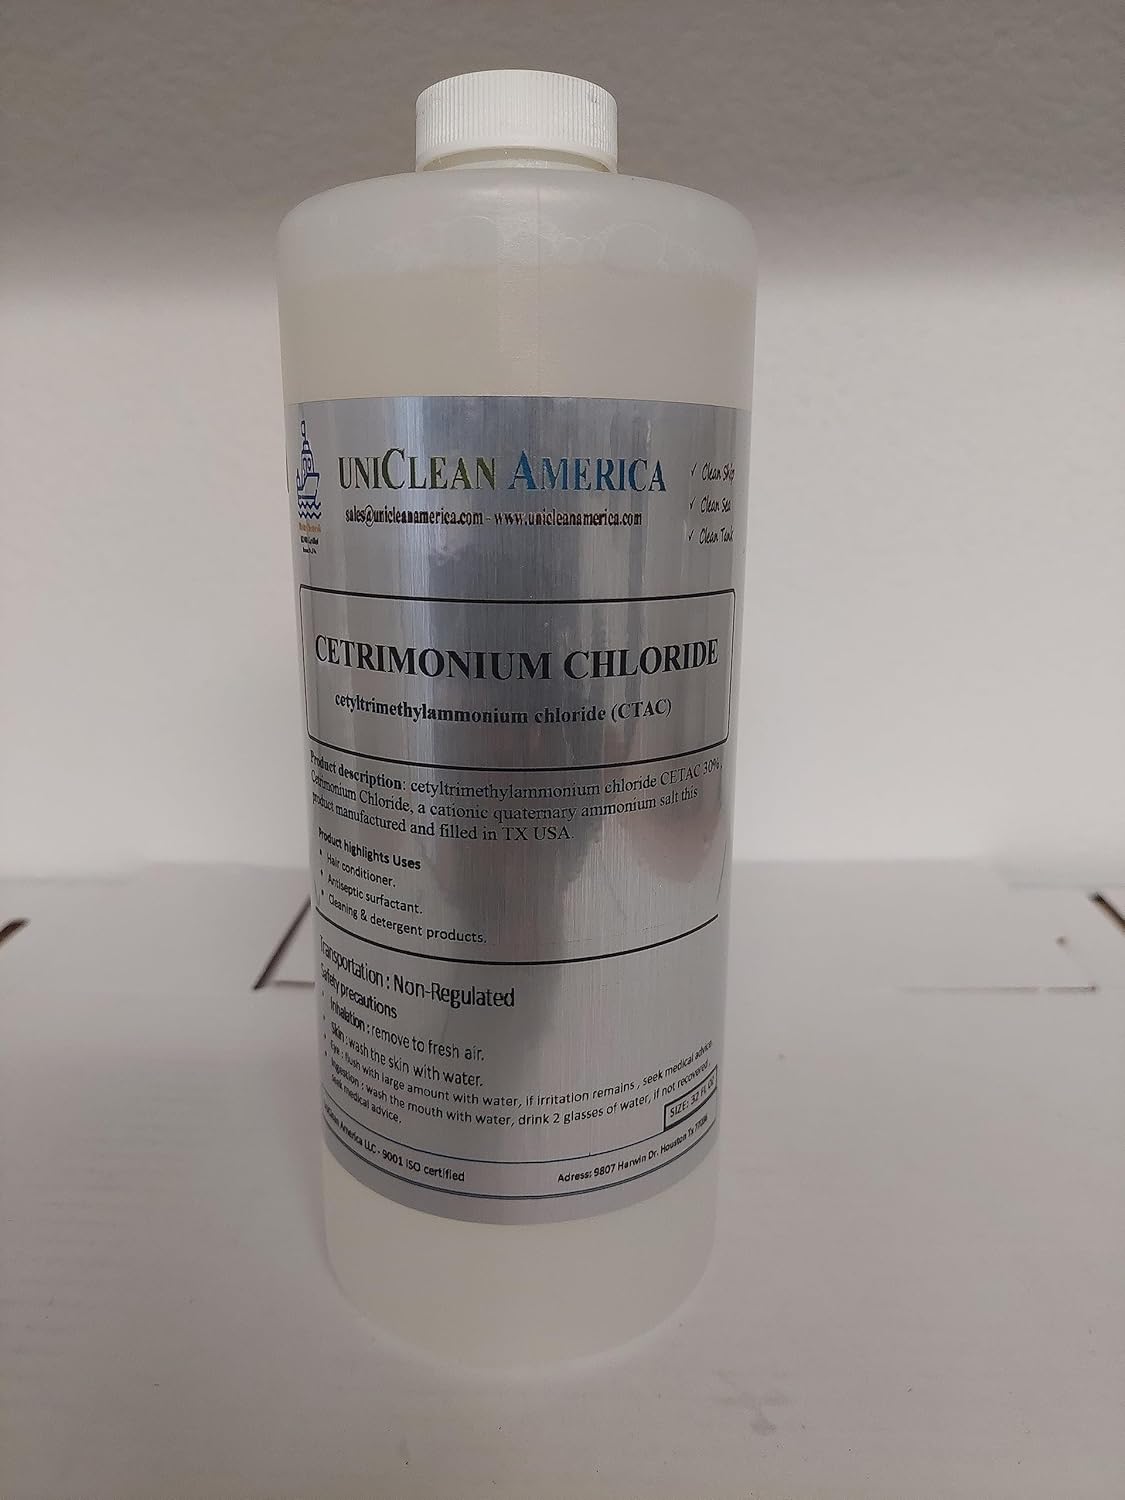 UNICLEAN AMERICA
sales@unicleanamerica.com - www.unicleanamerica.com
✓ Clean Ship
✓ Clean Sea
✓ Clean Tank
CETRIMONIUM CHLORIDE
cetyltrimethylammonium chloride (CTAC)
Product description: cetyltrimethylammonium chloride CETAC 30%,
Cetrimonium Chloride, a cationic quaternary ammonium salt this
product manufactured and filled in TX USA.
Product highlights Uses
• Hair conditioner.
• Antiseptic surfactant.
• Cleaning & detergent products.
Transportation : Non-Regulated
Safety precautions
• Inhalation : remove to fresh air.
• Skin : wash the skin with water.
• Eye : flush with large amount with water, if irritation remains , seek medical advice.
• Ingestion : wash the mouth with water, drink 2 glasses of water, if not recovered,
seek medical advice.
SIZE: 32 FL OZ
UniClean America LLC - 9001 ISO certified
Adress: 9807 Harwin Dr. Houston Tx